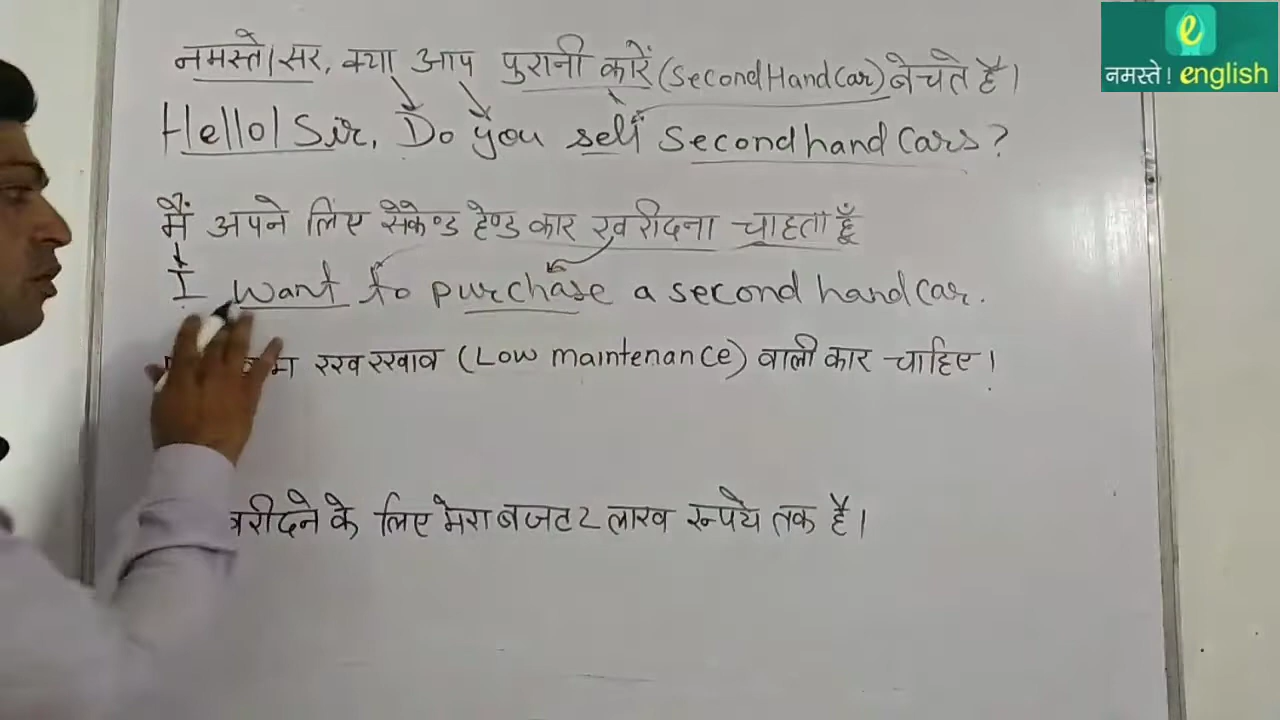 नमस्ते! english
नमस्ते। सर, क्या आप पुरानी कारें (Second Hand Car) बेचते हैं।
Hello! Sir, Do you sell second hand cars?
मैं अपने लिए सेकेण्ड हेण्ड कार खरीदना चाहता हूँ
I want to purchase a second hand car.
रखरखाव (Low maintenance) वाली कार चाहिए।
के लिए मेरा बजट 2 लाख रूपये तक है।